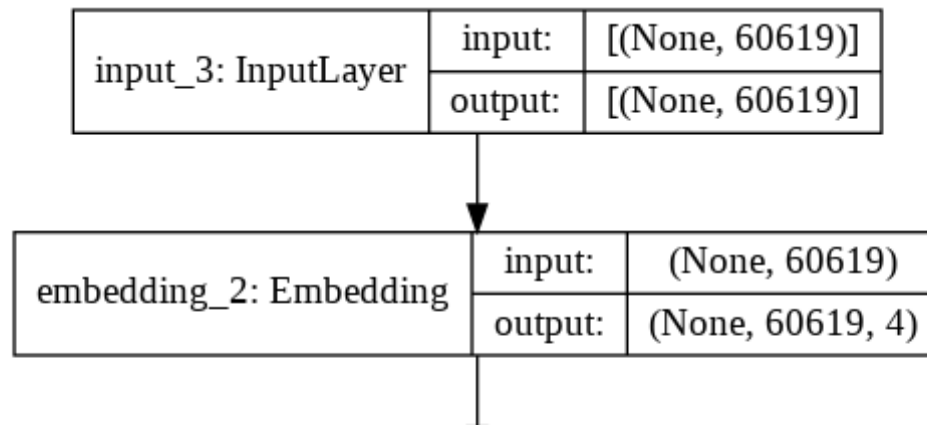 input_3: InputLayer
input: [(None, 60619)]
output: [(None, 60619)]
embedding_2: Embedding
input: (None, 60619)
output: (None, 60619, 4)